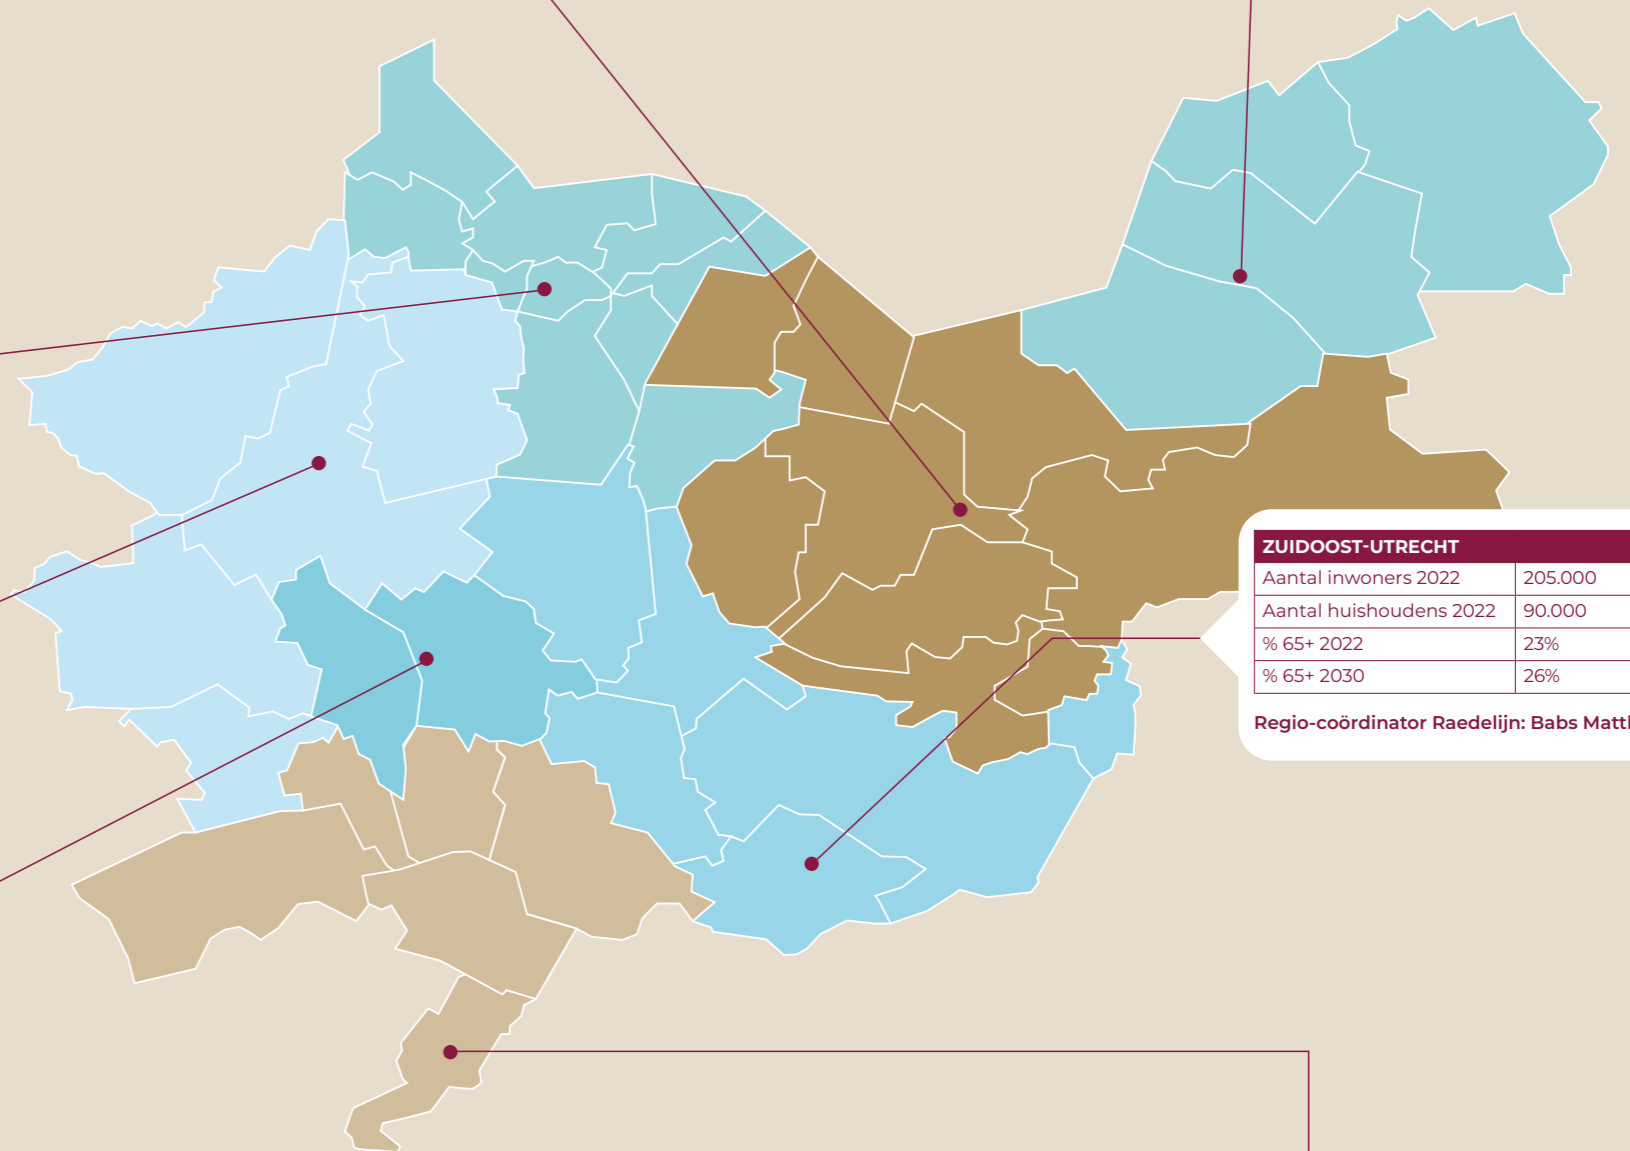 ZUIDOOST-UTRECHT
Aantal inwoners 2022 205.000
Aantal huishoudens 2022 90.000
% 65+ 2022 23%
% 65+ 2030 26%
Regio-coördinator Raedelijn: Babs